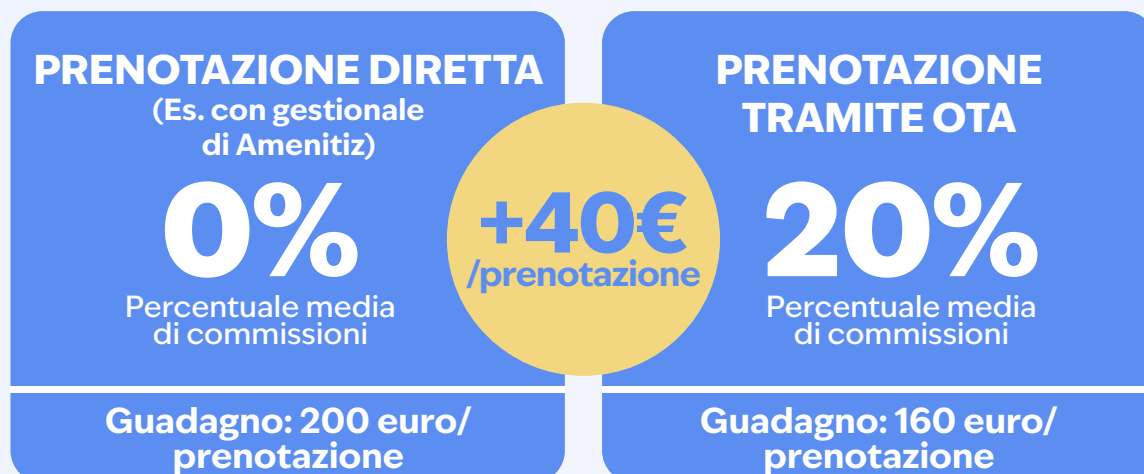 PRENOTAZIONE DIRETTA
(Es. con gestionale
di Amenitiz)
0%
Percentuale media
di commissioni
Guadagno: 200 euro/
prenotazione
+40€
/prenotazione
PRENOTAZIONE
TRAMITE OTA
20%
Percentuale media
di commissioni
Guadagno: 160 euro/
prenotazione